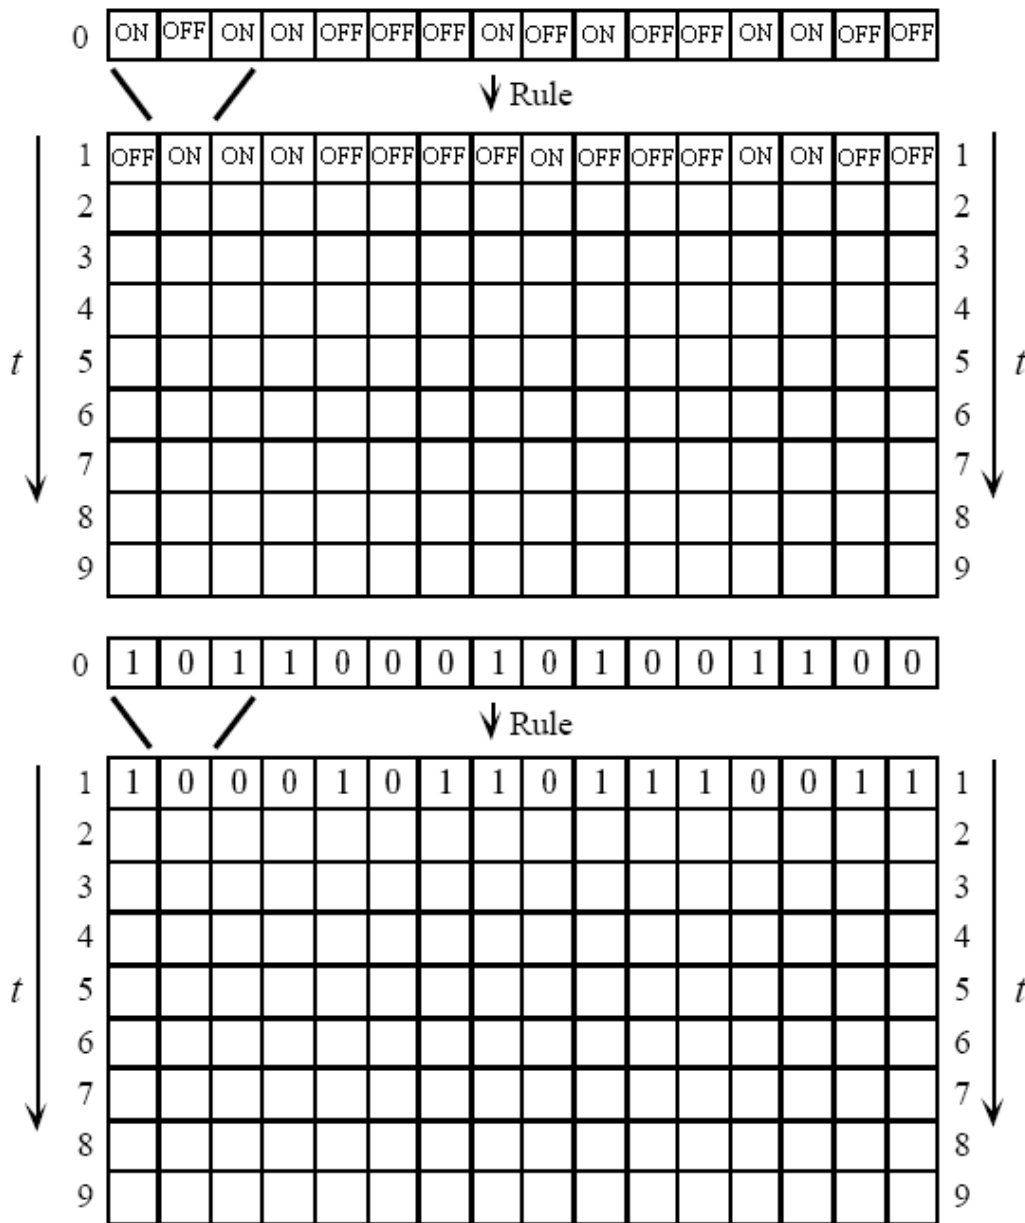 0 ON OFF ON ON OFF OFF OFF ON OFF ON OFF OFF ON ON OFF OFF
Rule
1 OFF ON ON ON OFF OFF OFF OFF ON OFF OFF OFF ON ON OFF OFF 1
2 2
3 3
4 4
t 5 5 t
6 6
7 7
8 8
9 9
0 1 0 1 1 0 0 0 1 0 1 0 0 1 1 0 0
Rule
1 1 0 0 0 1 0 1 1 0 1 1 1 0 0 1 1 1
2 2
3 3
4 4
t 5 5 t
6 6
7 7
8 8
9 9